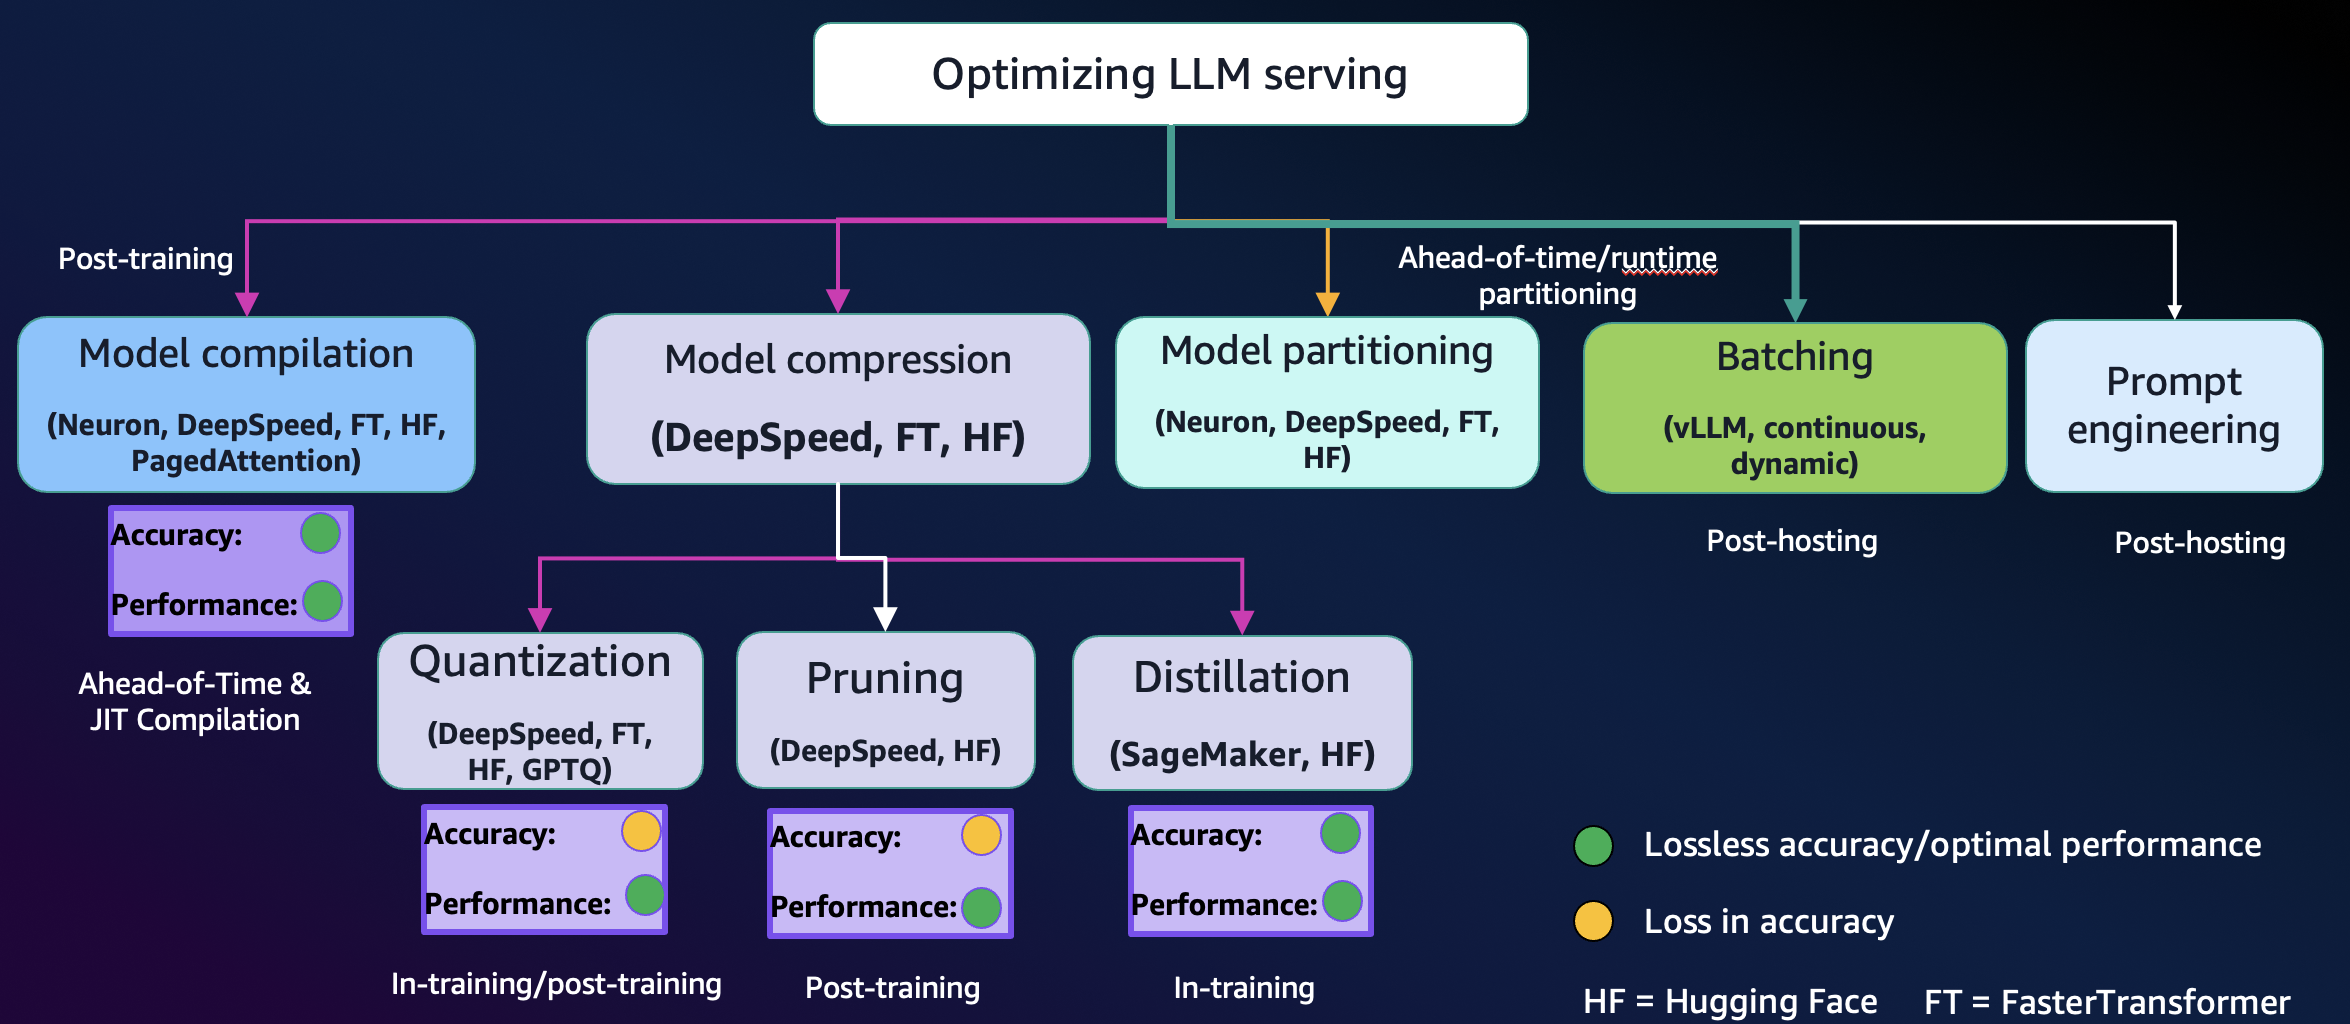 Optimizing LLM serving
Post-training
Ahead-of-time/runtime
partitioning
Model compilation
(Neuron, DeepSpeed, FT, HF,
PagedAttention)
Model compression
(DeepSpeed, FT, HF)
Model partitioning
(Neuron, DeepSpeed, FT,
HF)
Batching
(vLLM, continuous,
dynamic)
Prompt
engineering
Accuracy:
Performance:
Post-hosting
Post-hosting
Ahead-of-Time &
JIT Compilation
Quantization
(DeepSpeed, FT,
HF, GPTQ)
Pruning
(DeepSpeed, HF)
Distillation
(SageMaker, HF)
Accuracy:
Performance:
Accuracy:
Performance:
Accuracy:
Performance:
In-training/post-training
Post-training
In-training
Lossless accuracy/optimal performance
Loss in accuracy
HF = Hugging Face
FT = FasterTransformer